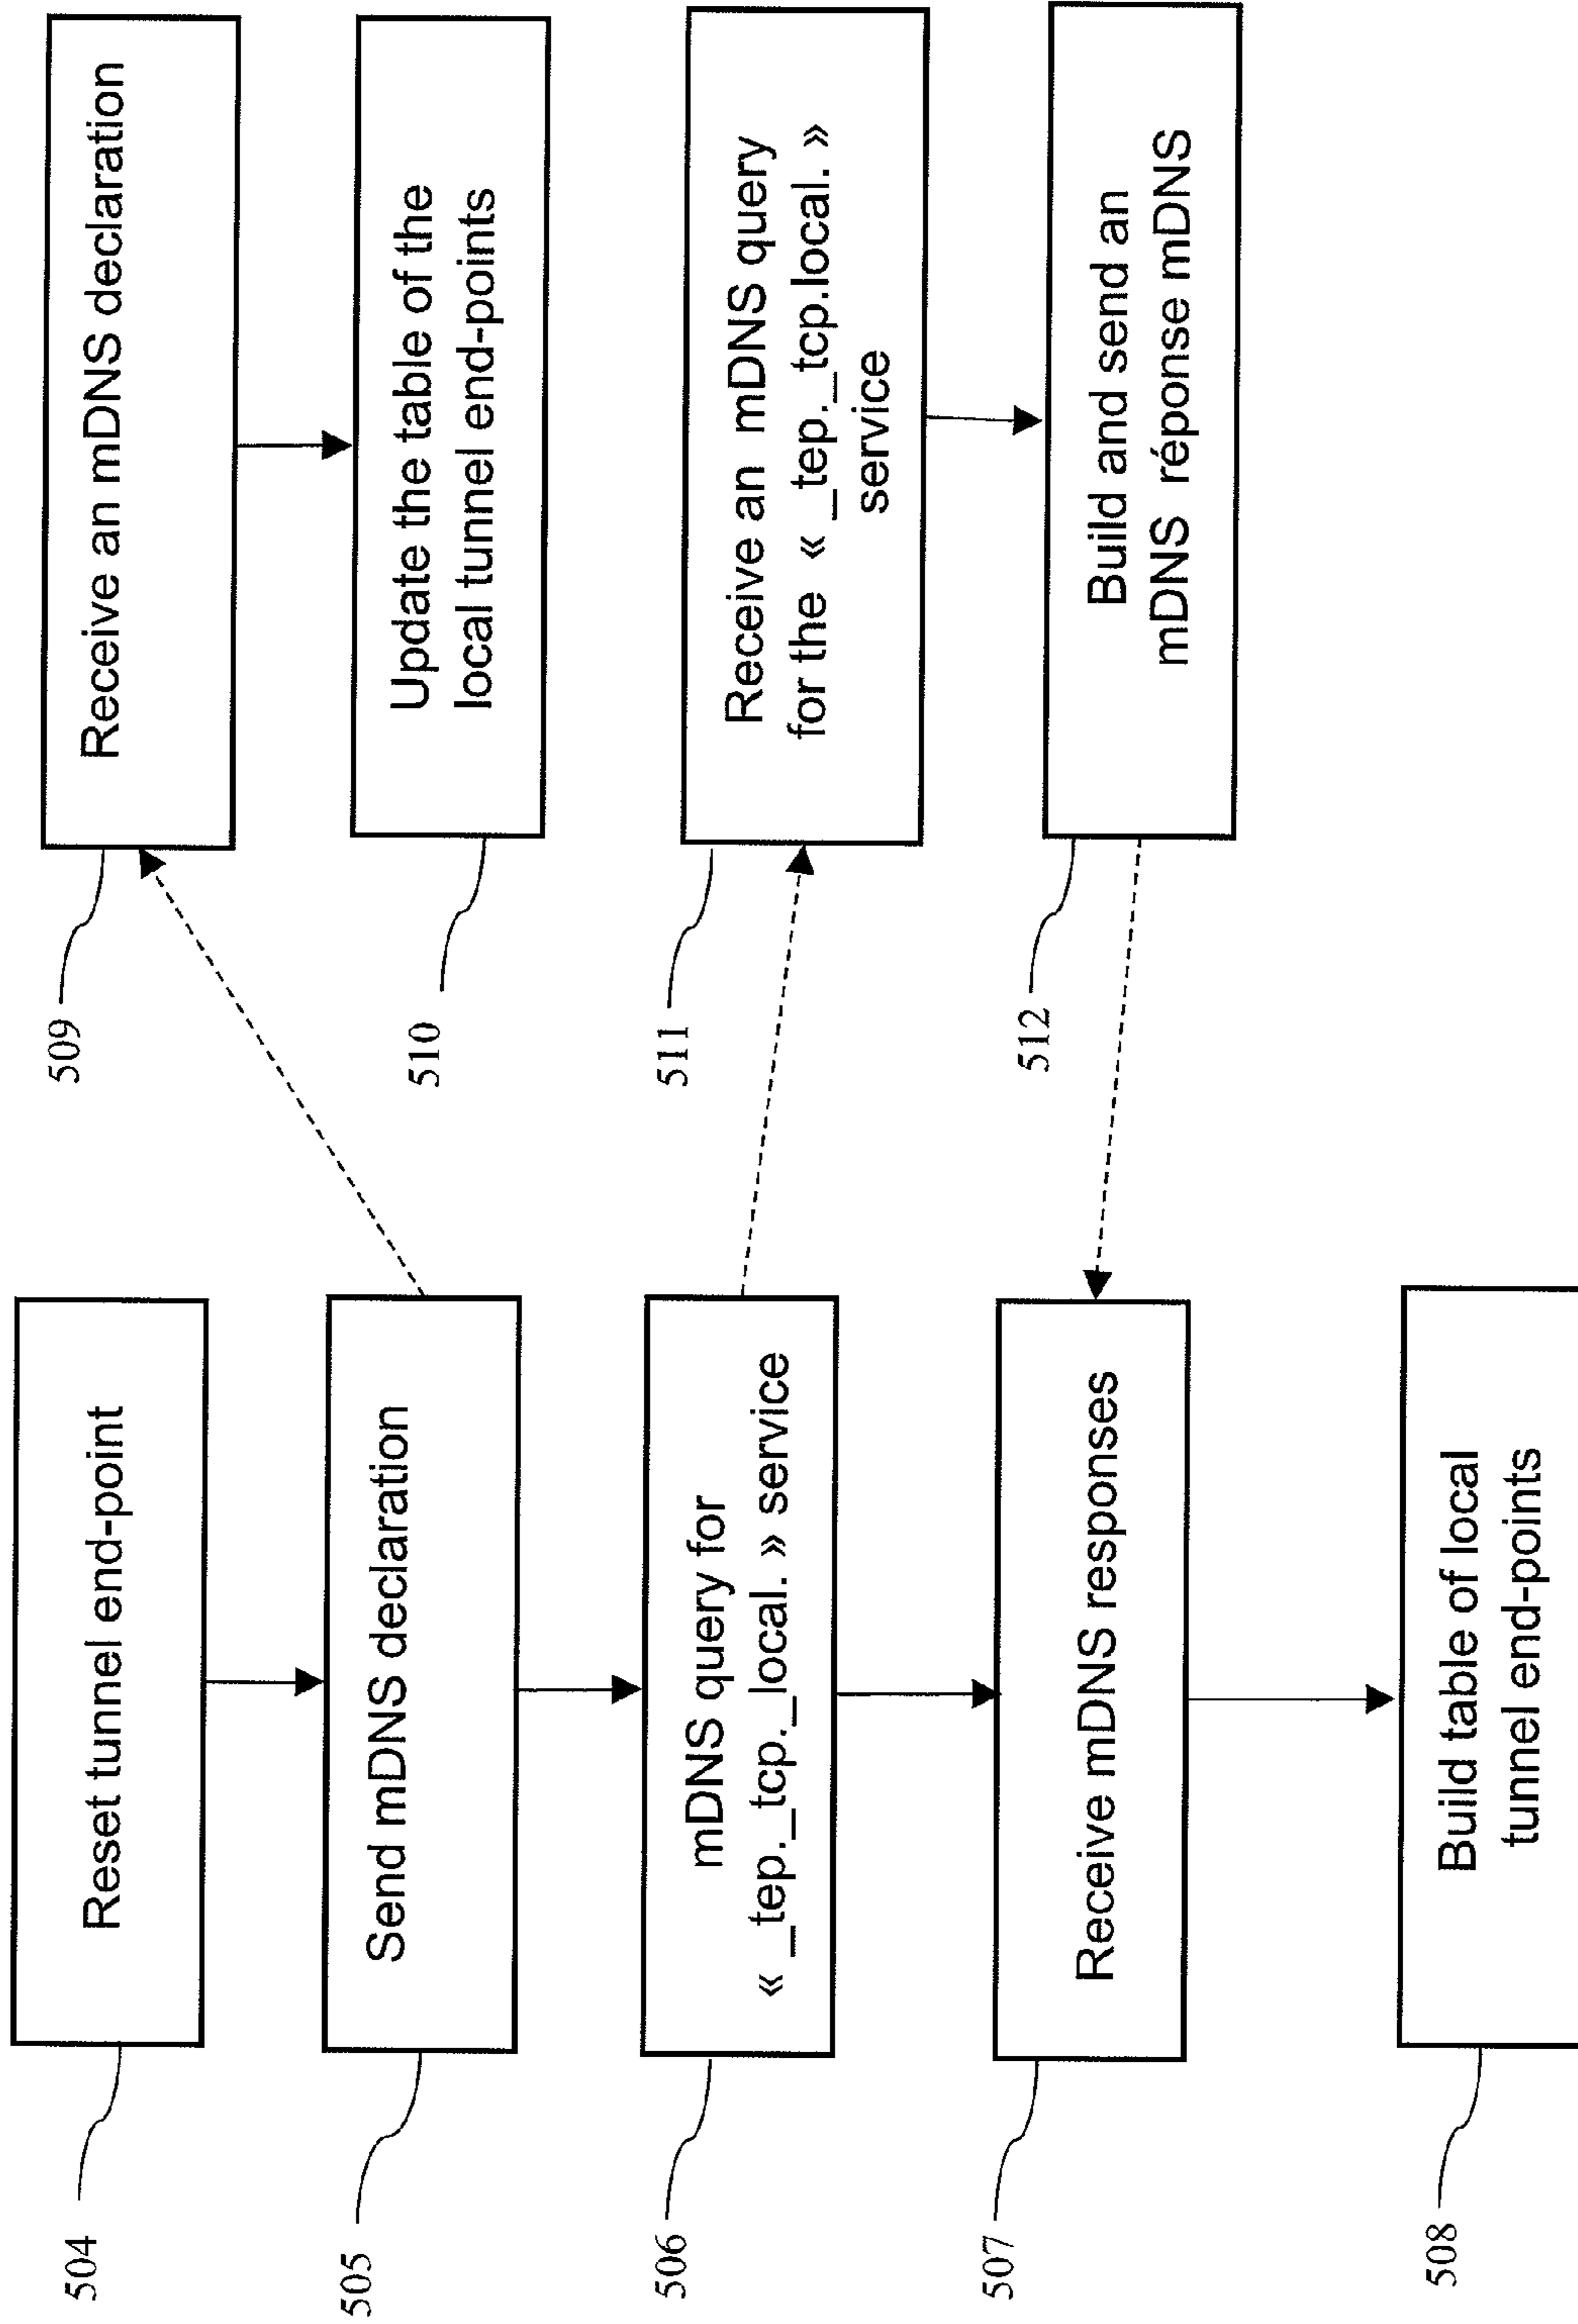 504
Reset tunnel end-point
505
Send mDNS declaration
506
mDNS query for
« _tep._tcp._local. » service
507
Receive mDNS responses
508
Build table of local
tunnel end-points
509
Receive an mDNS declaration
510
Update the table of the
local tunnel end-points
511
Receive an mDNS query
for the « _tep._tcp.local. »
service
512
Build and send an
mDNS réponse mDNS